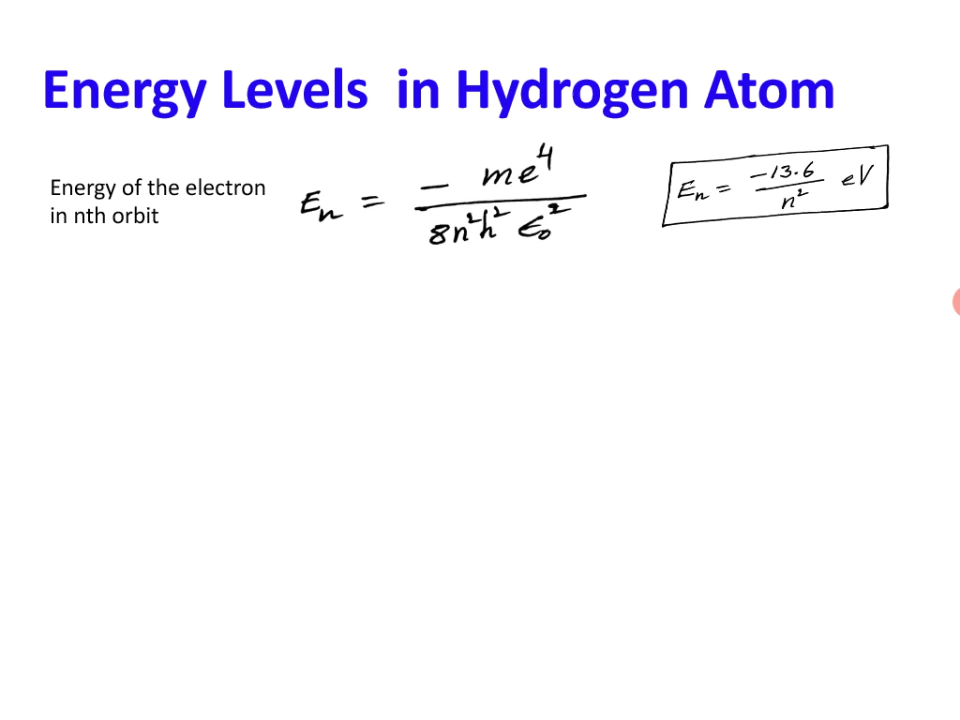 Energy Levels in Hydrogen Atom
Energy of the electron
in nth orbit
Eₙ = - me⁴ / 8n²h² ε₀²
Eₙ = -13.6 / n² eV